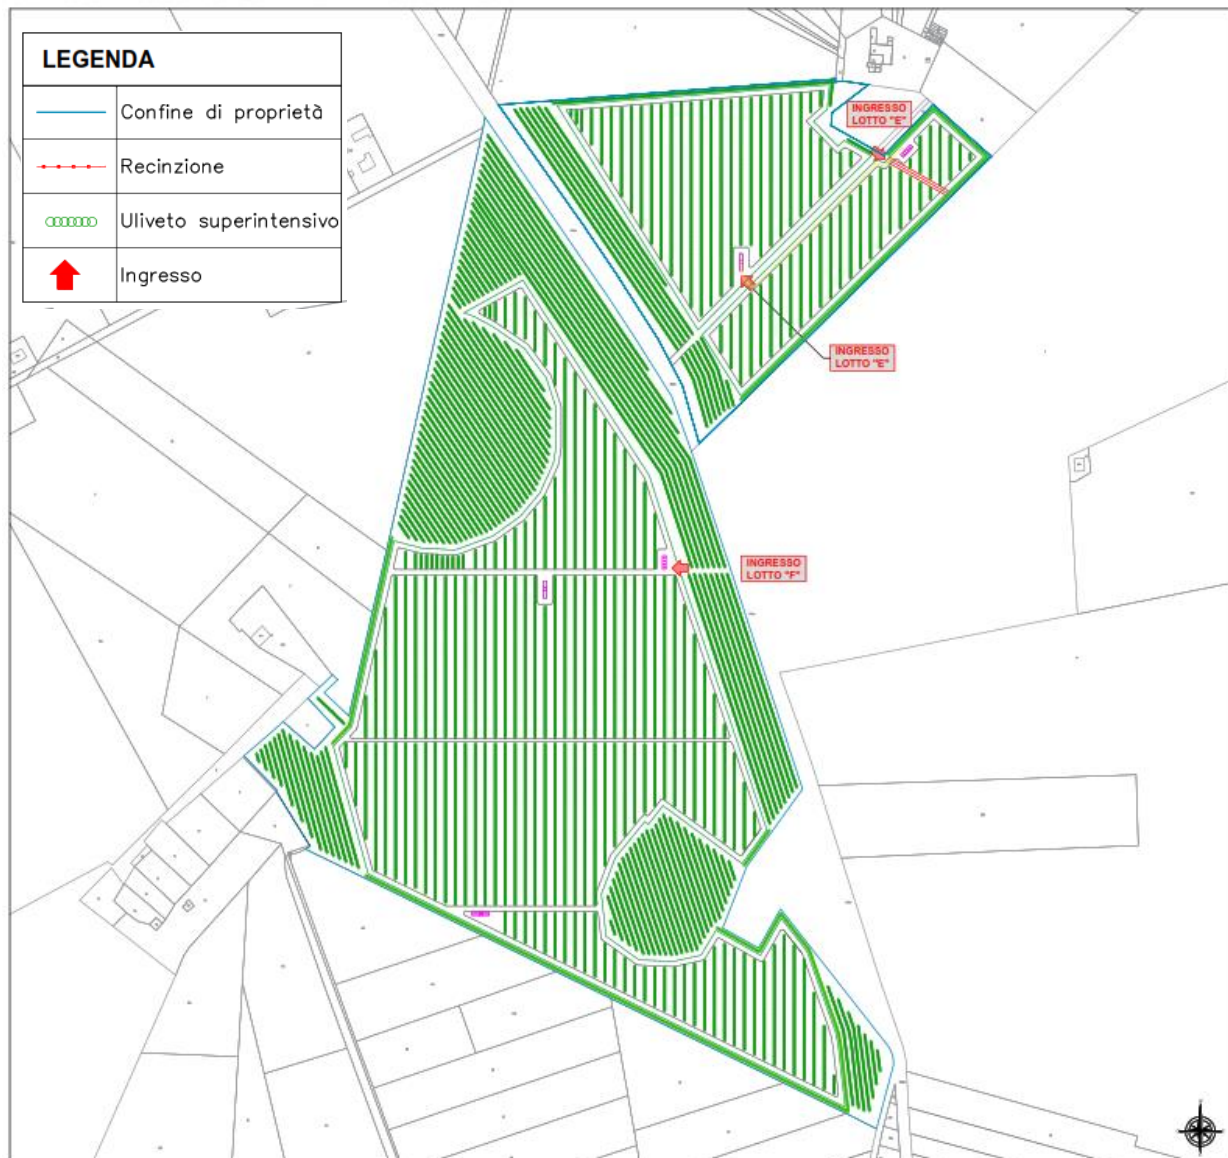 LEGENDA
Confine di proprietà
Recinzione
Uliveto superintensivo
Ingresso
INGRESSO
LOTTO "E"
INGRESSO
LOTTO "E"
INGRESSO
LOTTO "F"